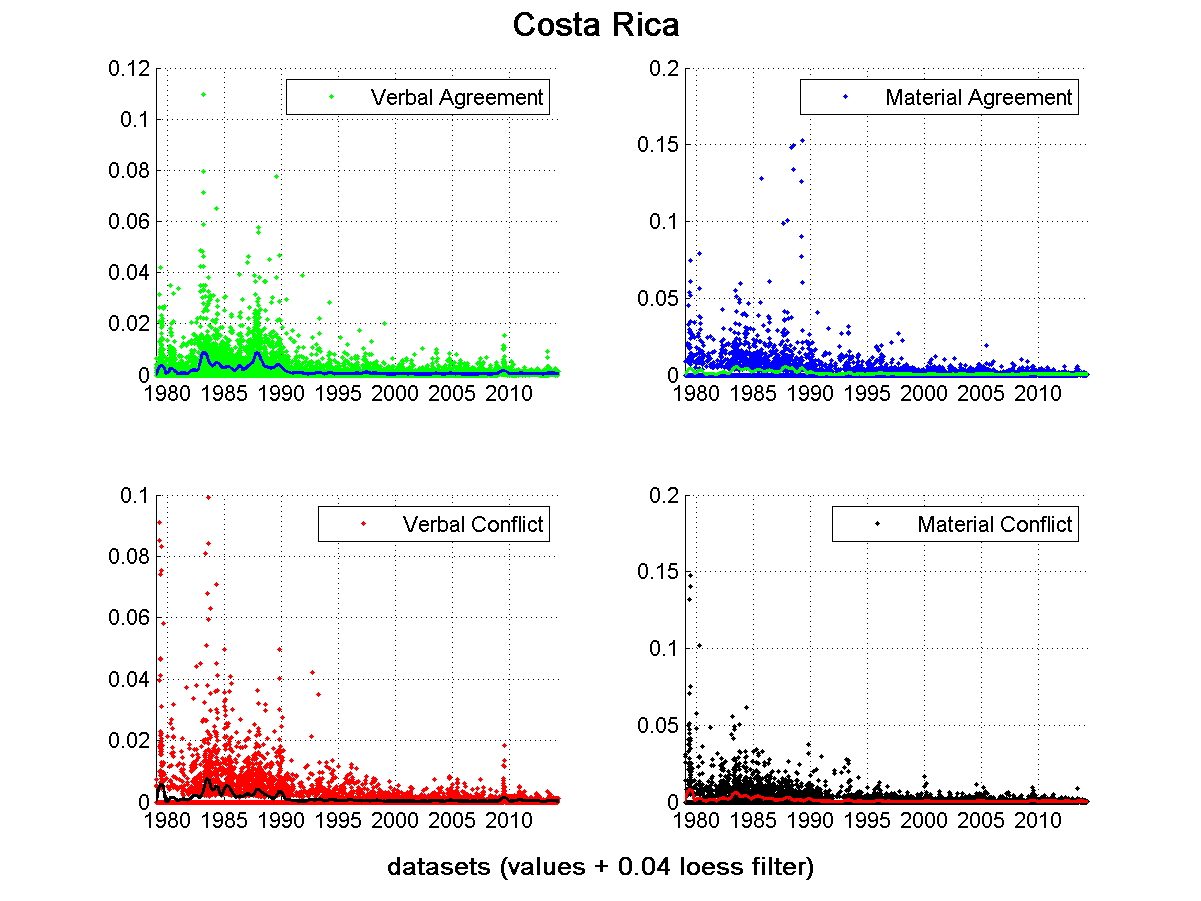 Costa Rica
0.12
0.1
0.08
0.06
0.04
0.02
0
1980 1985 1990 1995 2000 2005 2010
Verbal Agreement
0.2
0.15
0.1
0.05
0
1980 1985 1990 1995 2000 2005 2010
Material Agreement
0.1
0.08
0.06
0.04
0.02
0
1980 1985 1990 1995 2000 2005 2010
Verbal Conflict
0.2
0.15
0.1
0.05
0
1980 1985 1990 1995 2000 2005 2010
Material Conflict
datasets (values + 0.04 loess filter)